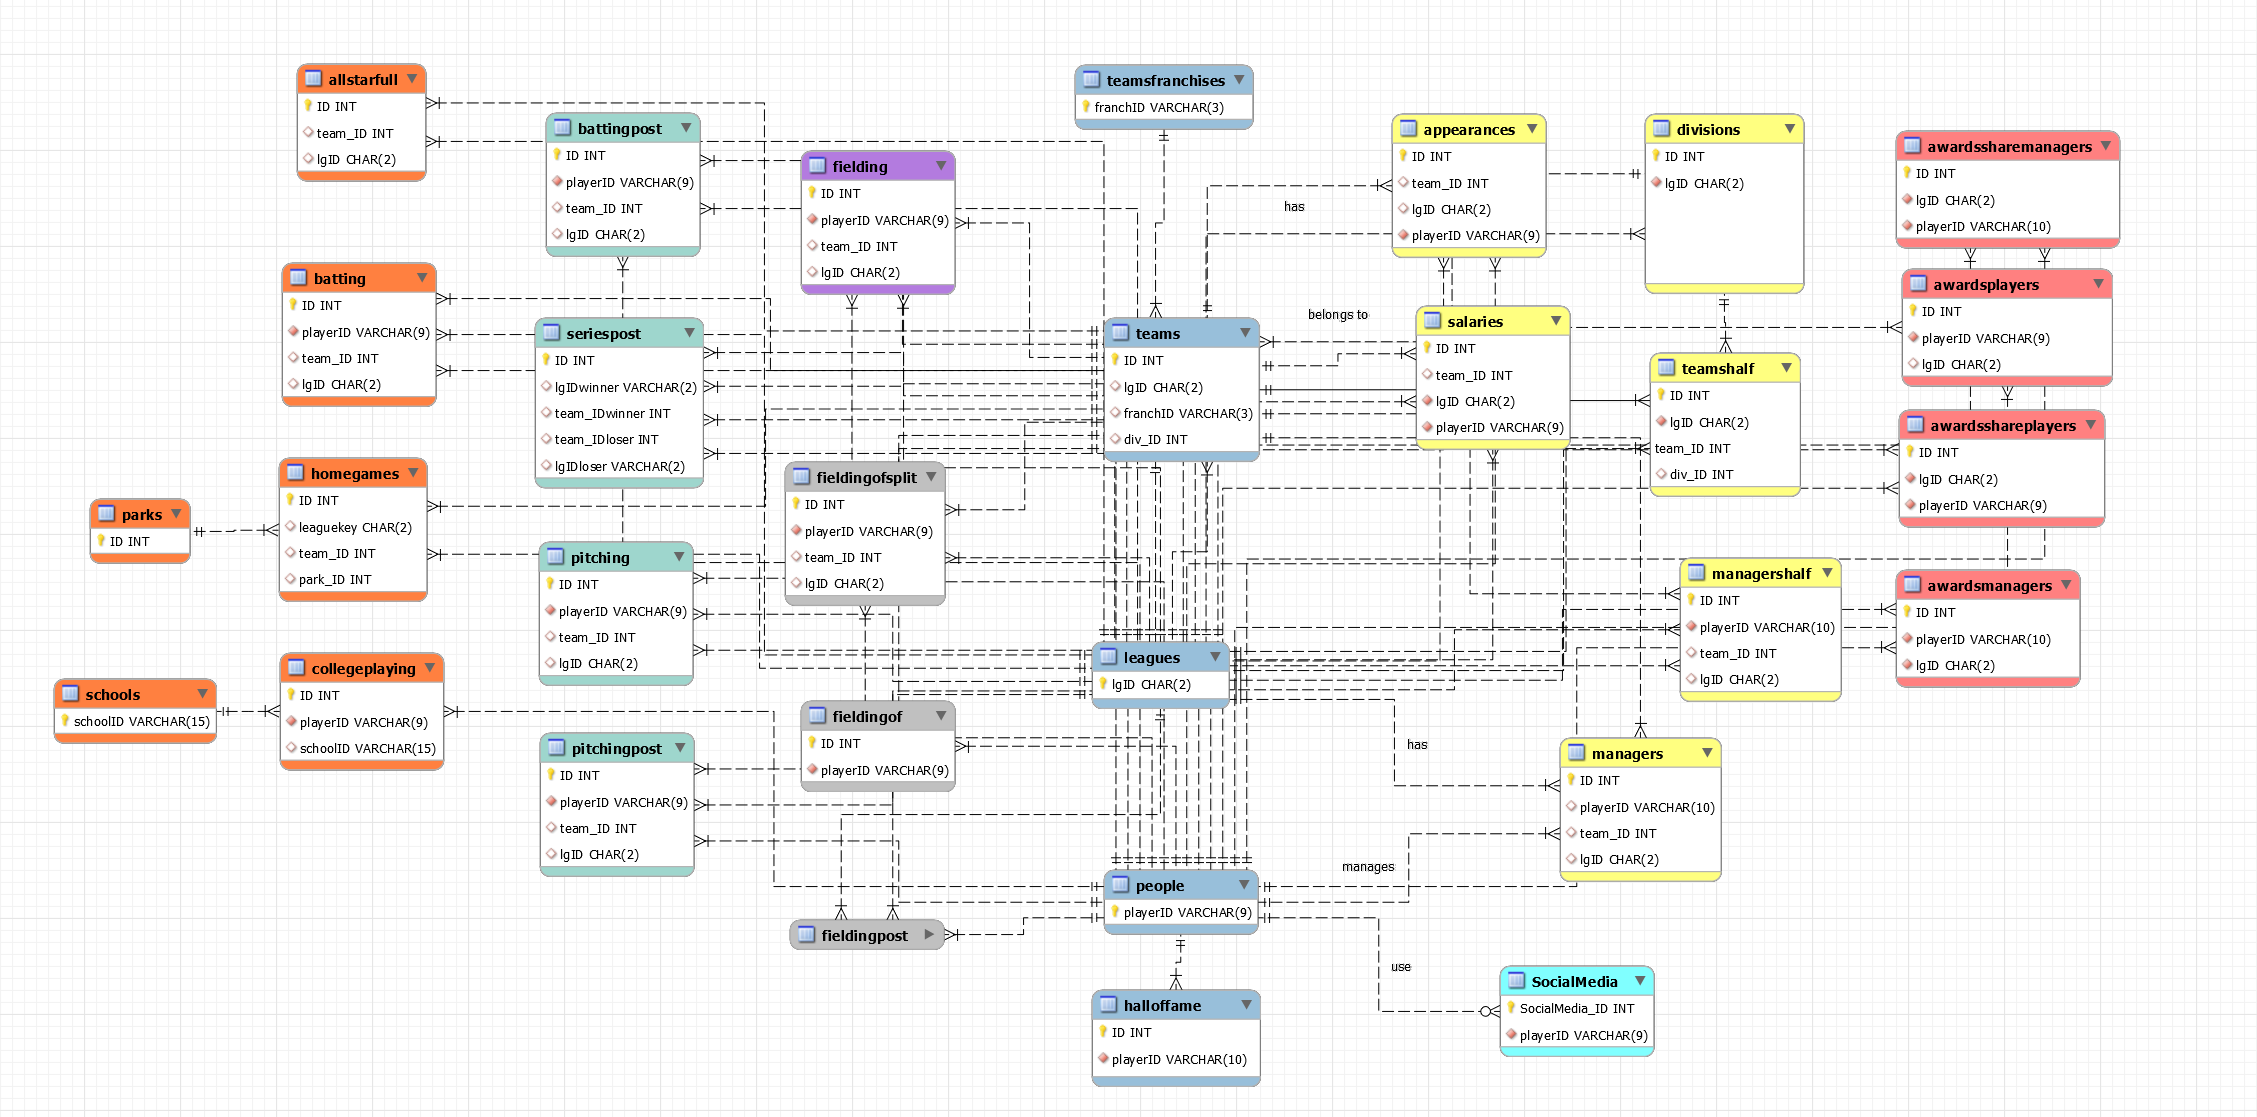 allstarfull
ID INT
team_ID INT
lgID CHAR(2)
battingpost
ID INT
playerID VARCHAR(9)
team_ID INT
lgID CHAR(2)
fielding
ID INT
playerID VARCHAR(9)
team_ID INT
lgID CHAR(2)
teamsfranchises
franchID VARCHAR(3)
appearances
ID INT
team_ID INT
lgID CHAR(2)
playerID VARCHAR(9)
divisions
ID INT
lgID CHAR(2)
awardssharemanagers
ID INT
lgID CHAR(2)
playerID VARCHAR(10)
has
batting
ID INT
playerID VARCHAR(9)
team_ID INT
lgID CHAR(2)
seriespost
ID INT
lgIDwinner VARCHAR(2)
team_IDwinner INT
team_IDloser INT
lgIDloser VARCHAR(2)
teams
ID INT
lgID CHAR(2)
franchID VARCHAR(3)
div_ID INT
belongs to
salaries
ID INT
team_ID INT
lgID CHAR(2)
playerID VARCHAR(9)
teamshalf
ID INT
lgID CHAR(2)
team_ID INT
div_ID INT
awardsplayers
ID INT
playerID VARCHAR(9)
lgID CHAR(2)
awardsshareplayers
ID INT
lgID CHAR(2)
playerID VARCHAR(9)
parks
ID INT
homegames
ID INT
leaguekey CHAR(2)
team_ID INT
park_ID INT
fieldingofsplit
ID INT
playerID VARCHAR(9)
team_ID INT
lgID CHAR(2)
pitching
ID INT
playerID VARCHAR(9)
team_ID INT
lgID CHAR(2)
leagues
lgID CHAR(2)
managershalf
ID INT
playerID VARCHAR(10)
team_ID INT
lgID CHAR(2)
awardsmanagers
ID INT
playerID VARCHAR(10)
lgID CHAR(2)
schools
schoolID VARCHAR(15)
collegeplaying
ID INT
playerID VARCHAR(9)
schoolID VARCHAR(15)
pitchingpost
ID INT
playerID VARCHAR(9)
team_ID INT
lgID CHAR(2)
fieldingof
ID INT
playerID VARCHAR(9)
has
managers
ID INT
playerID VARCHAR(10)
team_ID INT
lgID CHAR(2)
manages
people
playerID VARCHAR(9)
fieldingpost
use
halloffame
ID INT
playerID VARCHAR(10)
SocialMedia
SocialMedia_ID INT
playerID VARCHAR(9)